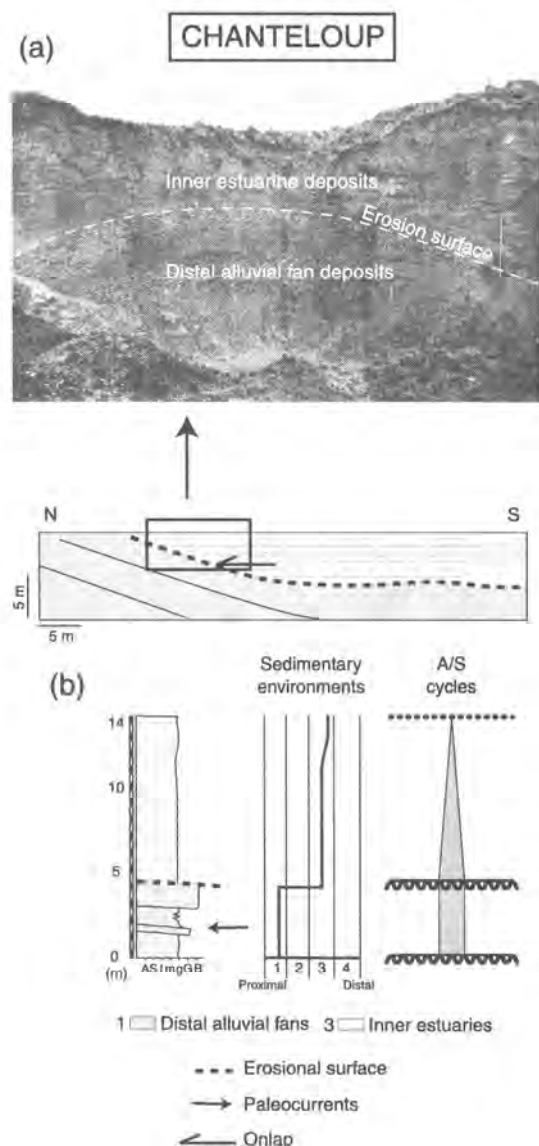 CHANTELOUP
(a)
Inner estuarine deposits
Erosion surface
Distal alluvial fan deposits
N S
5 m
5 m
(b)
Sedimentary environments
A/S cycles
14
10
5
0
(m)
1 2 3 4
Proximal Distal
1 Distal alluvial fans 3 Inner estuaries
Erosional surface
Paleocurrents
Onlap